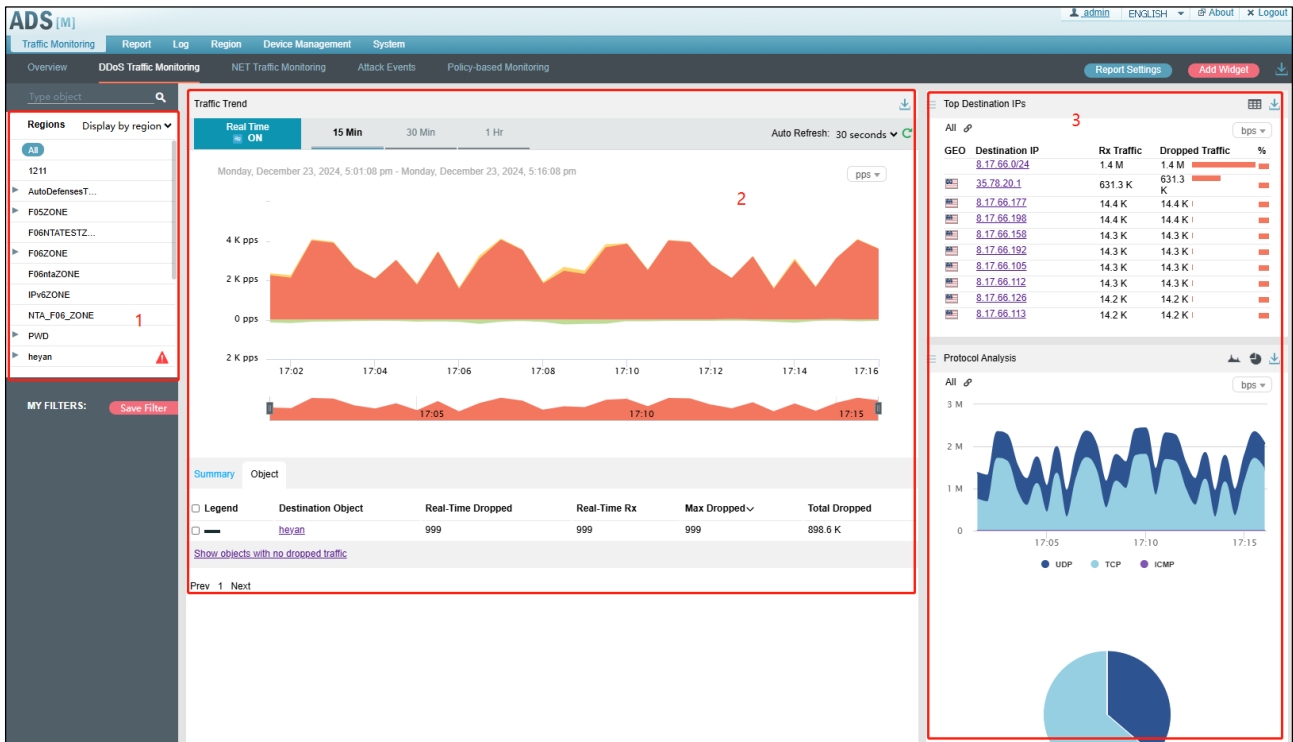 ADS [M]
admin ENGLISH About Logout
Traffic Monitoring Report Log Region Device Management System
Overview DDoS Traffic Monitoring NET Traffic Monitoring Attack Events Policy-based Monitoring
Report Settings Add Widget
Type object
Regions Display by region
All
1211
AutoDefensesT...
F05ZONE
F06NTATESTZ...
F06ZONE
F06ntaZONE
IPv6ZONE
NTA_F06_ZONE
1
PWD
heyan
MY FILTERS: Save Filter
Traffic Trend
Real Time ON 15 Min 30 Min 1 Hr Auto Refresh: 30 seconds
Monday, December 23, 2024, 5:01:08 pm - Monday, December 23, 2024, 5:16:08 pm pps
2
4 K pps
2 K pps
0 pps
2 K pps
17:02 17:04 17:06 17:08 17:10 17:12 17:14 17:16
17:05 17:10 17:15
Summary Object
Legend Destination Object Real-Time Dropped Real-Time Rx Max Dropped Total Dropped
heyan 999 999 999 898.6 K
Show objects with no dropped traffic
Prev 1 Next
Top Destination IPs
3
All bps
GEO Destination IP Rx Traffic Dropped Traffic %
8.17.66.0/24 1.4 M 1.4 M
35.78.20.1 631.3 K 631.3 K
8.17.66.177 14.4 K 14.4 K
8.17.66.198 14.4 K 14.4 K
8.17.66.158 14.3 K 14.3 K
8.17.66.192 14.3 K 14.3 K
8.17.66.105 14.3 K 14.3 K
8.17.66.112 14.3 K 14.3 K
8.17.66.126 14.2 K 14.2 K
8.17.66.113 14.2 K 14.2 K
Protocol Analysis
All bps
3 M
2 M
1 M
0
17:05 17:10 17:15
UDP TCP ICMP